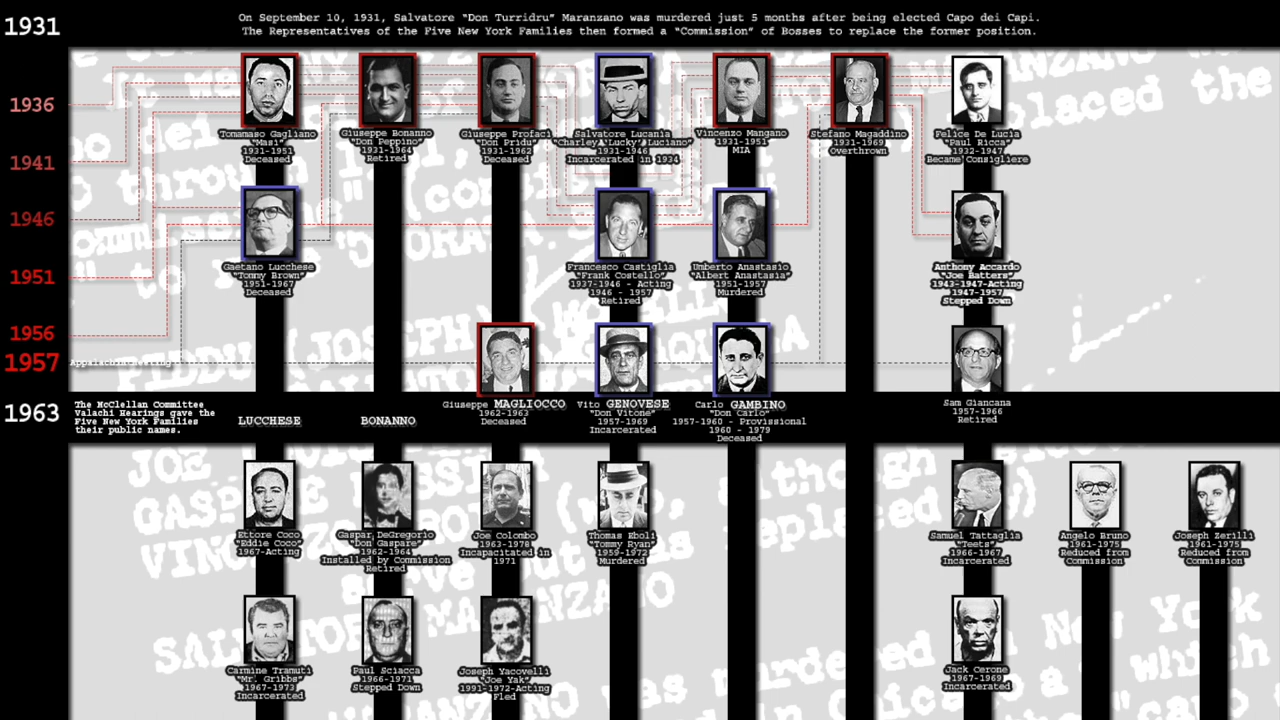 1931
On September 10, 1931, Salvatore "Don Turridru" Maranzano was murdered just 5 months after being elected Capo dei Capi.
The Representatives of the Five New York Families then formed a "Commission" of Bosses to replace the former position.
1936
1941
1946
1951
1956
1957
1963
Tomamaso Gagliano
"Masi"
1931-1951
Deceased
Giuseppe Bonanno
"Don Peppino"
1931-1964
Retired
Giuseppe Profaci
"Don Pridu"
1931-1962
Deceased
Salvatore Lucania
"Charley "Lucky" Luciano"
1931-1946
Incarcerated in 1934
Vincenzo Mangano
1931-1951
MIA
Stefano Magaddino
1931-1969
Overthrown
Felice De Lucia
"Paul Ricca"
1932-1947
Became Consigliere
Gaetano Lucchese
"Tommy Brown"
1951-1967
Deceased
Francesco Castiglia
"Frank Costello"
1937-1946 - Acting
1946 - 1957
Retired
Umberto Anastasio
"Albert Anastasia"
1951-1957
Murdered
Anthony Accardo
"Joe Batters"
1943-1947-Acting
1947-1957
Stepped Down
The McClellan Committee
Valachi Hearings gave the
Five New York Families
their public names.
LUCCHESE
BONANNO
Giuseppe MAGLIOCCO
1962-1963
Deceased
Vito GENOVESE
"Don Vitone"
1957-1969
Incarcerated
Carlo GAMBINO
"Don Carlo"
1957-1960 - Provissional
1960 - 1979
Deceased
Sam Giancana
1957-1966
Retired
Ettore Coco
"Eddie Coco"
1967-Acting
Gaspar DeGregorio
"Don Gaspare"
1962-1964
Installed by Commission
Retired
Joe Colombo
1963-1978
Incapacitated in
1971
Thomas Eboli
"Tommy Ryan"
1959-1972
Murdered
Samuel Tattaglia
"Teets"
1966-1967
Incarcerated
Angelo Bruno
1961-1975
Reduced from
Commission
Joseph Zerilli
1961-1975
Reduced from
Commission
Carmine Tramuti
"Mr. Gribbs"
1967-1973
Incarcerated
Paul Sciacca
1966-1971
Stepped Down
Joseph Yacovelli
"Joe Yak"
1991-1972-Acting
Fled
Jack Cerone
1967-1969
Incarcerated